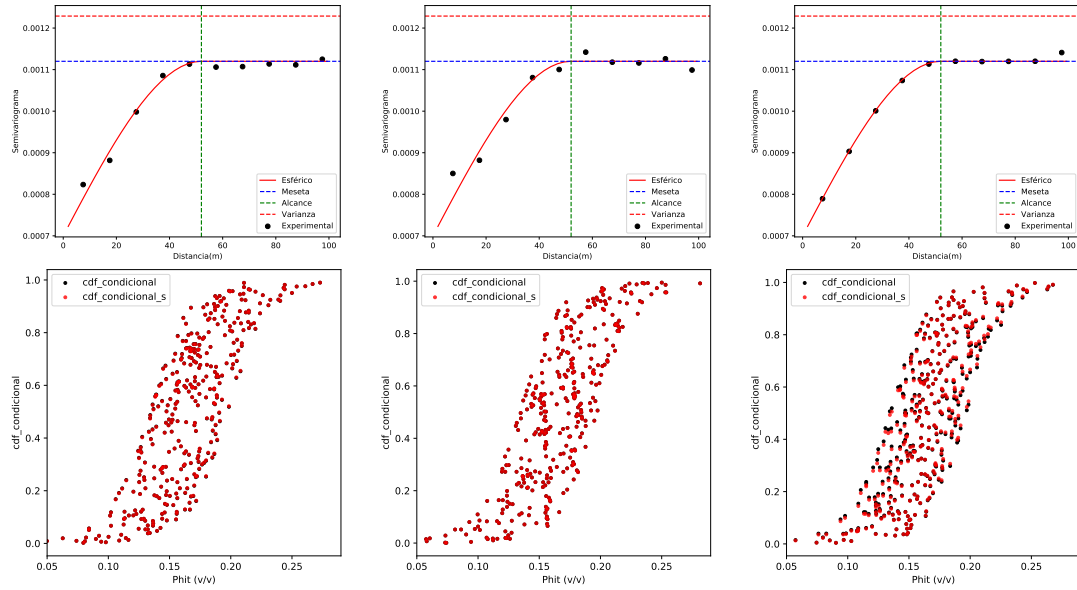 0.0012
0.0011
0.0010
0.0009
0.0008
0.0007
Semivariograma
0 20 40 60 80 100
Distancia(m)
Esférico
Meseta
Alcance
Varianza
Experimental
0.0012
0.0011
0.0010
0.0009
0.0008
0.0007
Semivariograma
0 20 40 60 80 100
Distancia(m)
Esférico
Meseta
Alcance
Varianza
Experimental
0.0012
0.0011
0.0010
0.0009
0.0008
0.0007
Semivariograma
0 20 40 60 80 100
Distancia(m)
Esférico
Meseta
Alcance
Varianza
Experimental
cdf_condicional
cdf_condicional_s
1.0
0.8
0.6
0.4
0.2
0.0
cdf_condicional
0.05 0.10 0.15 0.20 0.25
Phit (v/v)
cdf_condicional
cdf_condicional_s
1.0
0.8
0.6
0.4
0.2
0.0
cdf_condicional
0.05 0.10 0.15 0.20 0.25
Phit (v/v)
cdf_condicional
cdf_condicional_s
1.0
0.8
0.6
0.4
0.2
0.0
cdf_condicional
0.05 0.10 0.15 0.20 0.25
Phit (v/v)